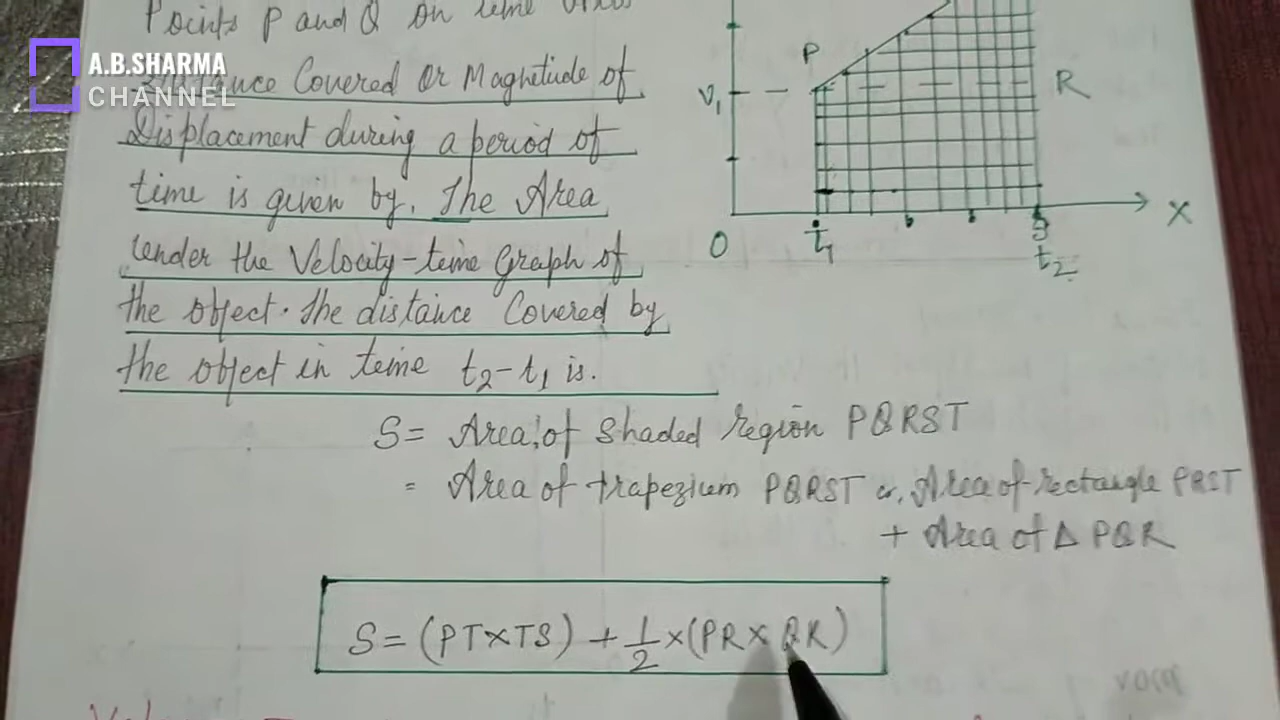 Points P and Q on time axis
A.B.SHARMA
CHANNEL
Covered Or Magnitude of
Displacement during a period of
time is given by. The Area
Under the Velocity-time Graph of
the object. The distance Covered by
the object in teime t2-t1 is.
S= Area of Shaded region PQRST
= Area of trapezium PQRST or, Area of rectangle PRST
+ Area of Δ PQR
S=(PT×TS) + 1/2 ×(PR×QR)
P
V1
R
O
t1
S
t2
X